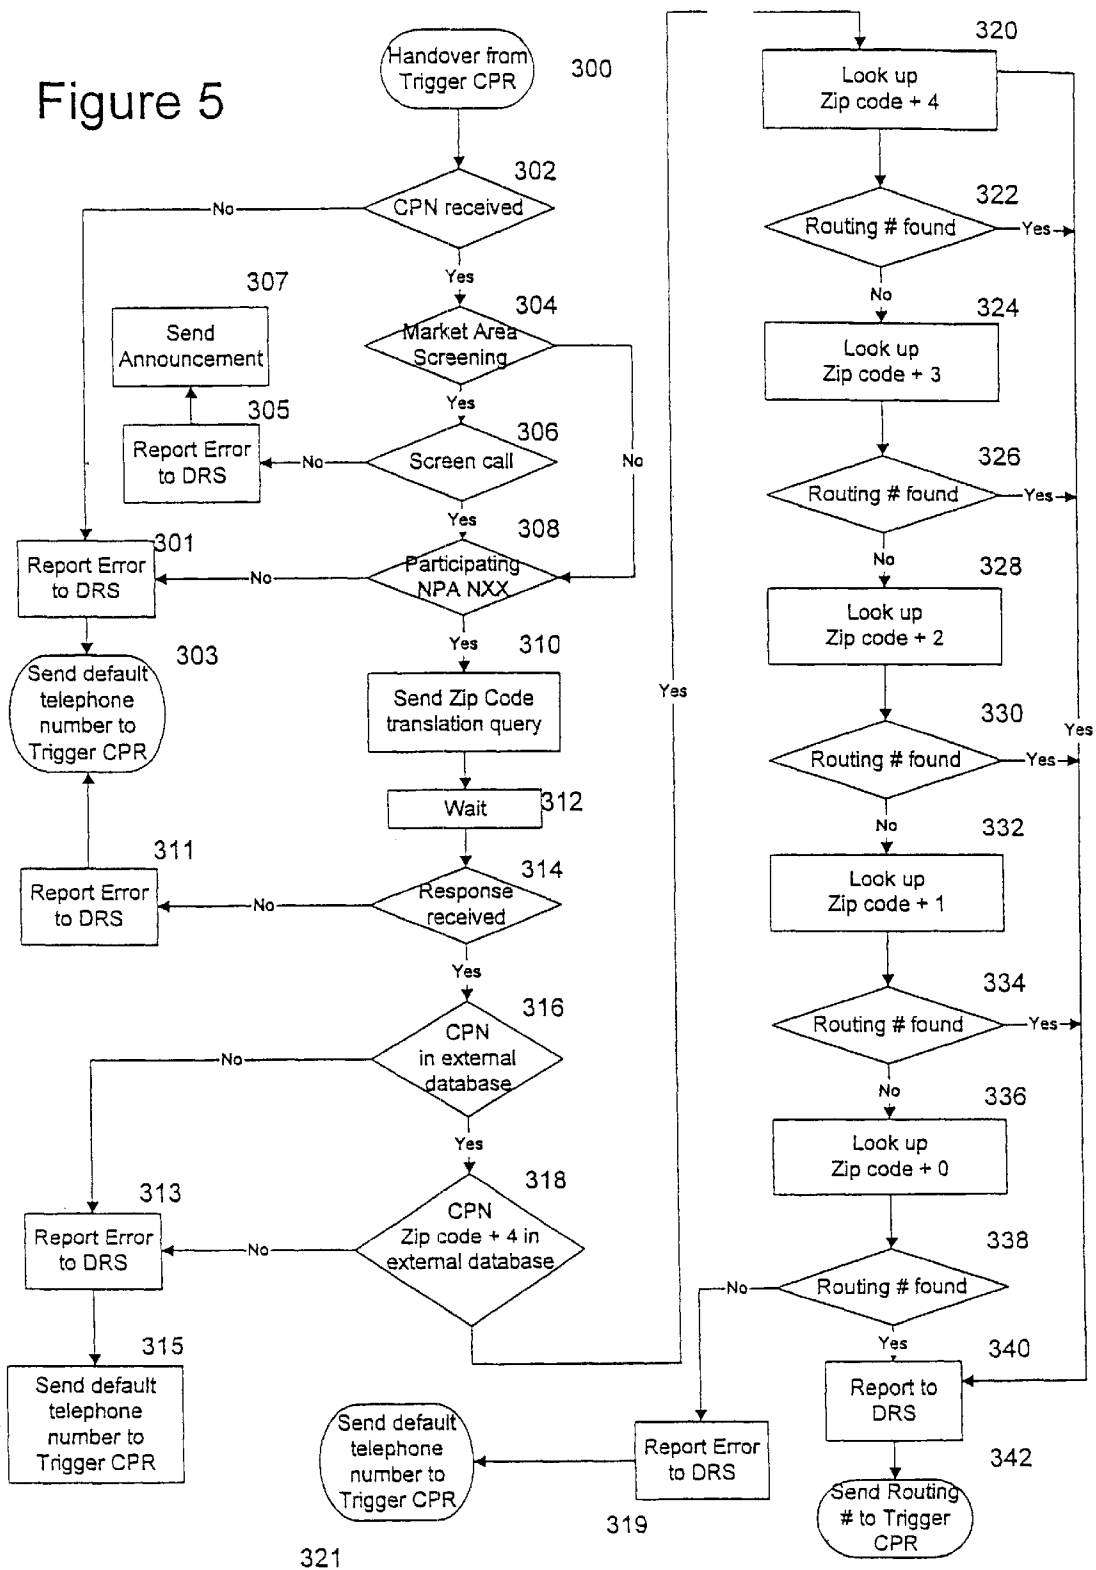 Figure 5
Handover from
Trigger CPR
300
302
CPN received
No
Yes
304
Market Area
Screening
No
Yes
306
Screen call
No
305
Report Error
to DRS
307
Send
Announcement
Yes
308
Participating
NPA NXX
No
301
Report Error
to DRS
303
Send default
telephone
number to
Trigger CPR
Yes
310
Send Zip Code
translation query
312
Wait
314
Response
received
No
311
Report Error
to DRS
Yes
316
CPN
in external
database
No
Yes
318
CPN
Zip code + 4 in
external database
No
313
Report Error
to DRS
315
Send default
telephone
number to
Trigger CPR
Yes
320
Look up
Zip code + 4
322
Routing # found
Yes
No
324
Look up
Zip code + 3
326
Routing # found
Yes
No
328
Look up
Zip code + 2
330
Routing # found
Yes
Yes
No
332
Look up
Zip code + 1
334
Routing # found
Yes
No
336
Look up
Zip code + 0
338
Routing # found
No
Yes
340
Report to
DRS
342
Send Routing
# to Trigger
CPR
Report Error
to DRS
319
Send default
telephone
number to
Trigger CPR
321